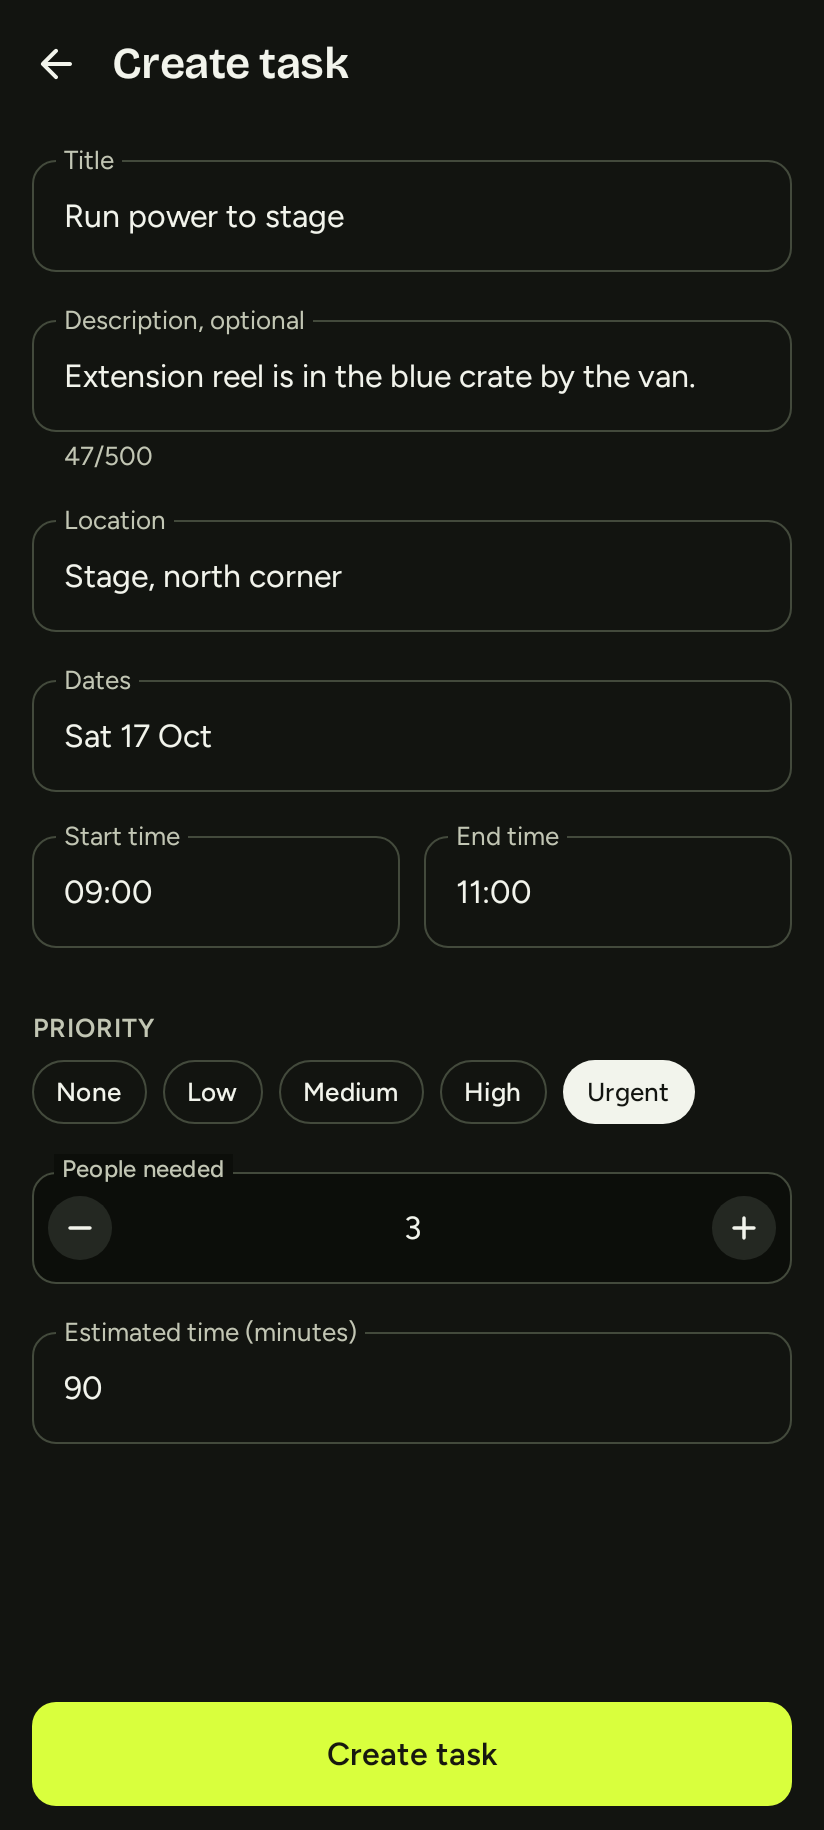 Create task
Title
Run power to stage
Description, optional
Extension reel is in the blue crate by the van.
47/500
Location
Stage, north corner
Dates
Sat 17 Oct
Start time
09:00
End time
11:00
PRIORITY
None
Low
Medium
High
Urgent
People needed
3
Estimated time (minutes)
90
Create task